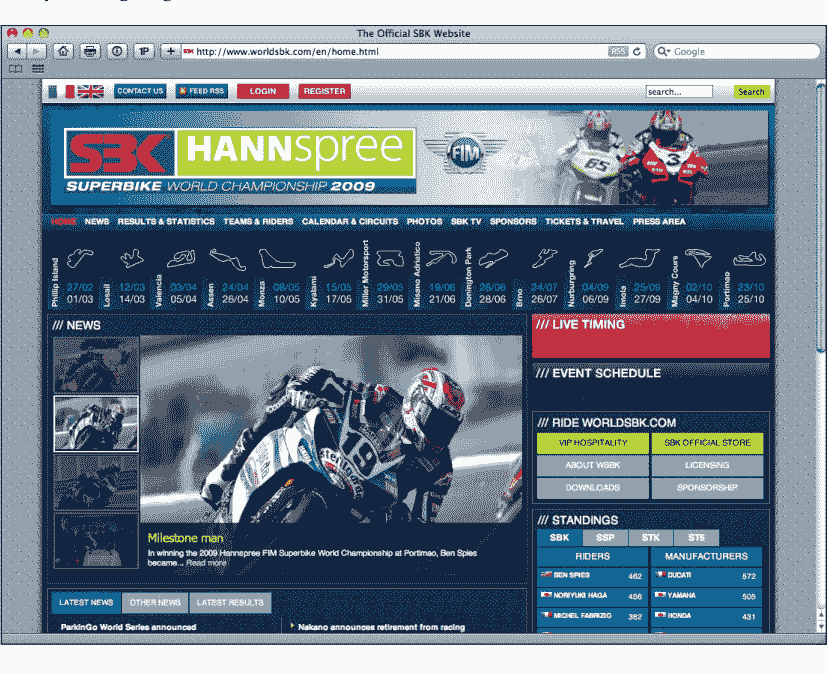 The Official SBK Website
1P
http://www.worldsbk.com/en/home.html
RSS
Google
CONTACT US
FEED RSS
LOGIN
REGISTER
search...
Search
SBK HANNspree
FIM
65
3
SUPERBIKE WORLD CHAMPIONSHIP 2009
HOME NEWS RESULTS & STATISTICS TEAMS & RIDERS CALENDAR & CIRCUITS PHOTOS SBK TV SPONSORS TICKETS & TRAVEL PRESS AREA
Phillip Island 27/02 01/03
Losail 12/03 14/03
Valencia 03/04 05/04
Assen 24/04 26/04
Monza 08/05 10/05
Kyalami 15/05 17/05
Miller Motorsport 29/05 31/05
Misano Adriatico 19/06 21/06
Donington Park 26/06 28/06
Brno 24/07 26/07
Nurburgring 04/09 06/09
Imola 25/09 27/09
Magny Cours 02/10 04/10
Portimao 23/10 25/10
/// NEWS
19
Milestone man
In winning the 2009 Hannspree FIM Superbike World Championship at Portimao, Ben Spies
became... Read more
LATEST NEWS OTHER NEWS LATEST RESULTS
ParkinGo World Series announced
Nakano announces retirement from racing
/// LIVE TIMING
/// EVENT SCHEDULE
/// RIDE WORLDSBK.COM
VIP HOSPITALITY SBK OFFICIAL STORE
ABOUT WSBK LICENSING
DOWNLOADS SPONSORSHIP
/// STANDINGS
SBK SSP STK ST6
RIDERS MANUFACTURERS
BEN SPIES 462 DUCATI 572
NORIYUKI HAGA 456 YAMAHA 505
MICHEL FABRIZIO 382 HONDA 431